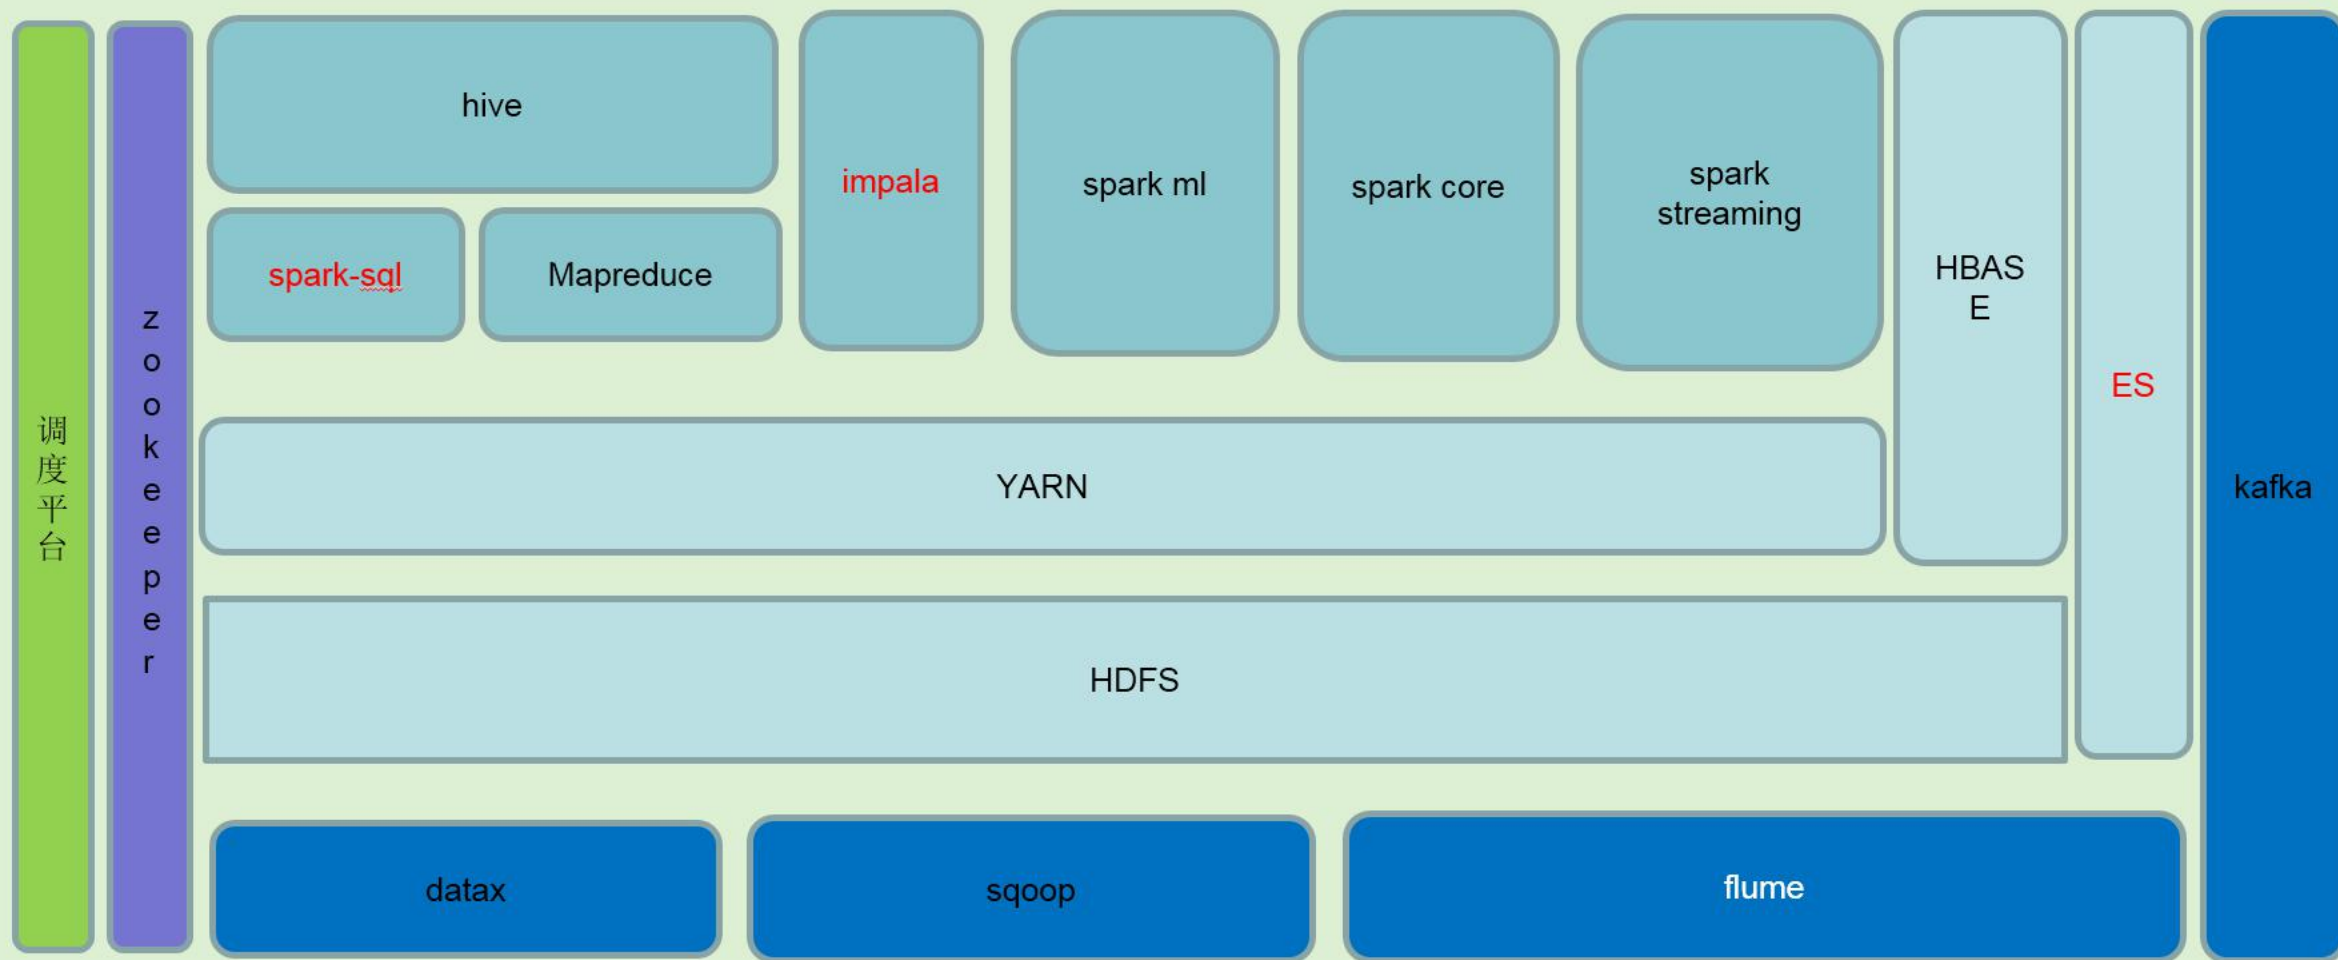 调度平台
zookeeper
hive
spark-sql
Mapreduce
impala
spark ml
spark core
spark
streaming
HBAS
E
ES
kafka
YARN
HDFS
datax
sqoop
flume